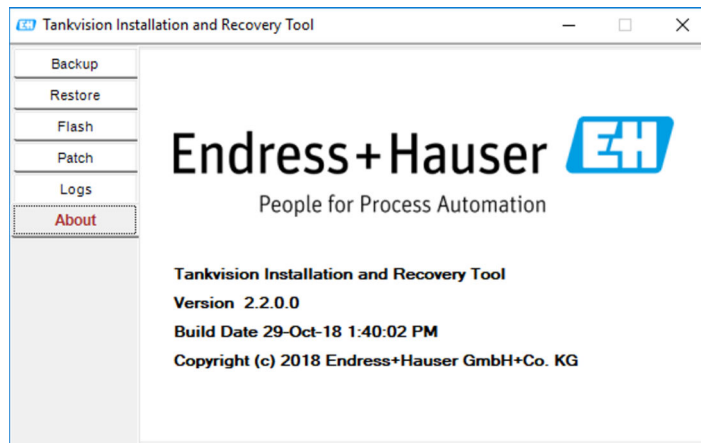 Tankvision Installation and Recovery Tool
Backup
Restore
Flash
Patch
Logs
About
Endress+Hauser EH
People for Process Automation
Tankvision Installation and Recovery Tool
Version 2.2.0.0
Build Date 29-Oct-18 1:40:02 PM
Copyright (c) 2018 Endress+Hauser GmbH+Co. KG